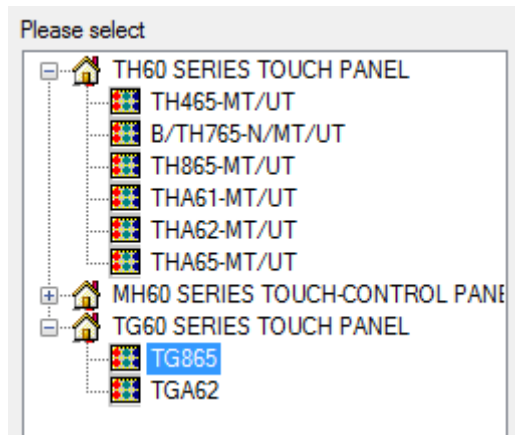 Please select
TH60 SERIES TOUCH PANEL
TH465-MT/UT
B/TH765-N/MT/UT
TH865-MT/UT
THA61-MT/UT
THA62-MT/UT
THA65-MT/UT
MH60 SERIES TOUCH-CONTROL PANE
TG60 SERIES TOUCH PANEL
TG865
TGA62